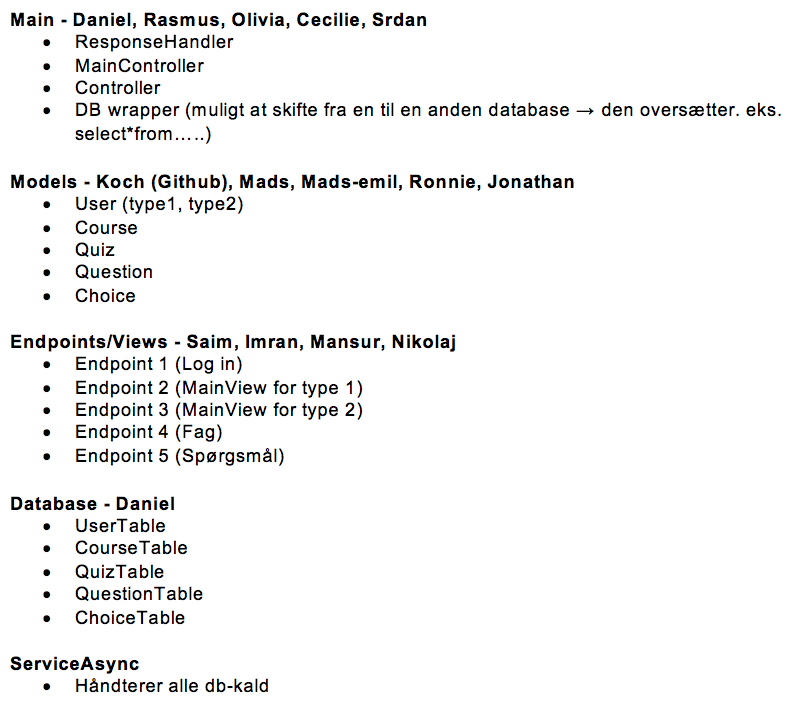 Main - Daniel, Rasmus, Olivia, Cecilie, Srdan
• ResponseHandler
• MainController
• Controller
• DB wrapper (muligt at skifte fra en til en anden database → den oversætter. eks.
select*from…..)
Models - Koch (Github), Mads, Mads-emil, Ronnie, Jonathan
• User (type1, type2)
• Course
• Quiz
• Question
• Choice
Endpoints/Views - Saim, Imran, Mansur, Nikolaj
• Endpoint 1 (Log in)
• Endpoint 2 (MainView for type 1)
• Endpoint 3 (MainView for type 2)
• Endpoint 4 (Fag)
• Endpoint 5 (Spørgsmål)
Database - Daniel
• UserTable
• CourseTable
• QuizTable
• QuestionTable
• ChoiceTable
ServiceAsync
• Håndterer alle db-kald